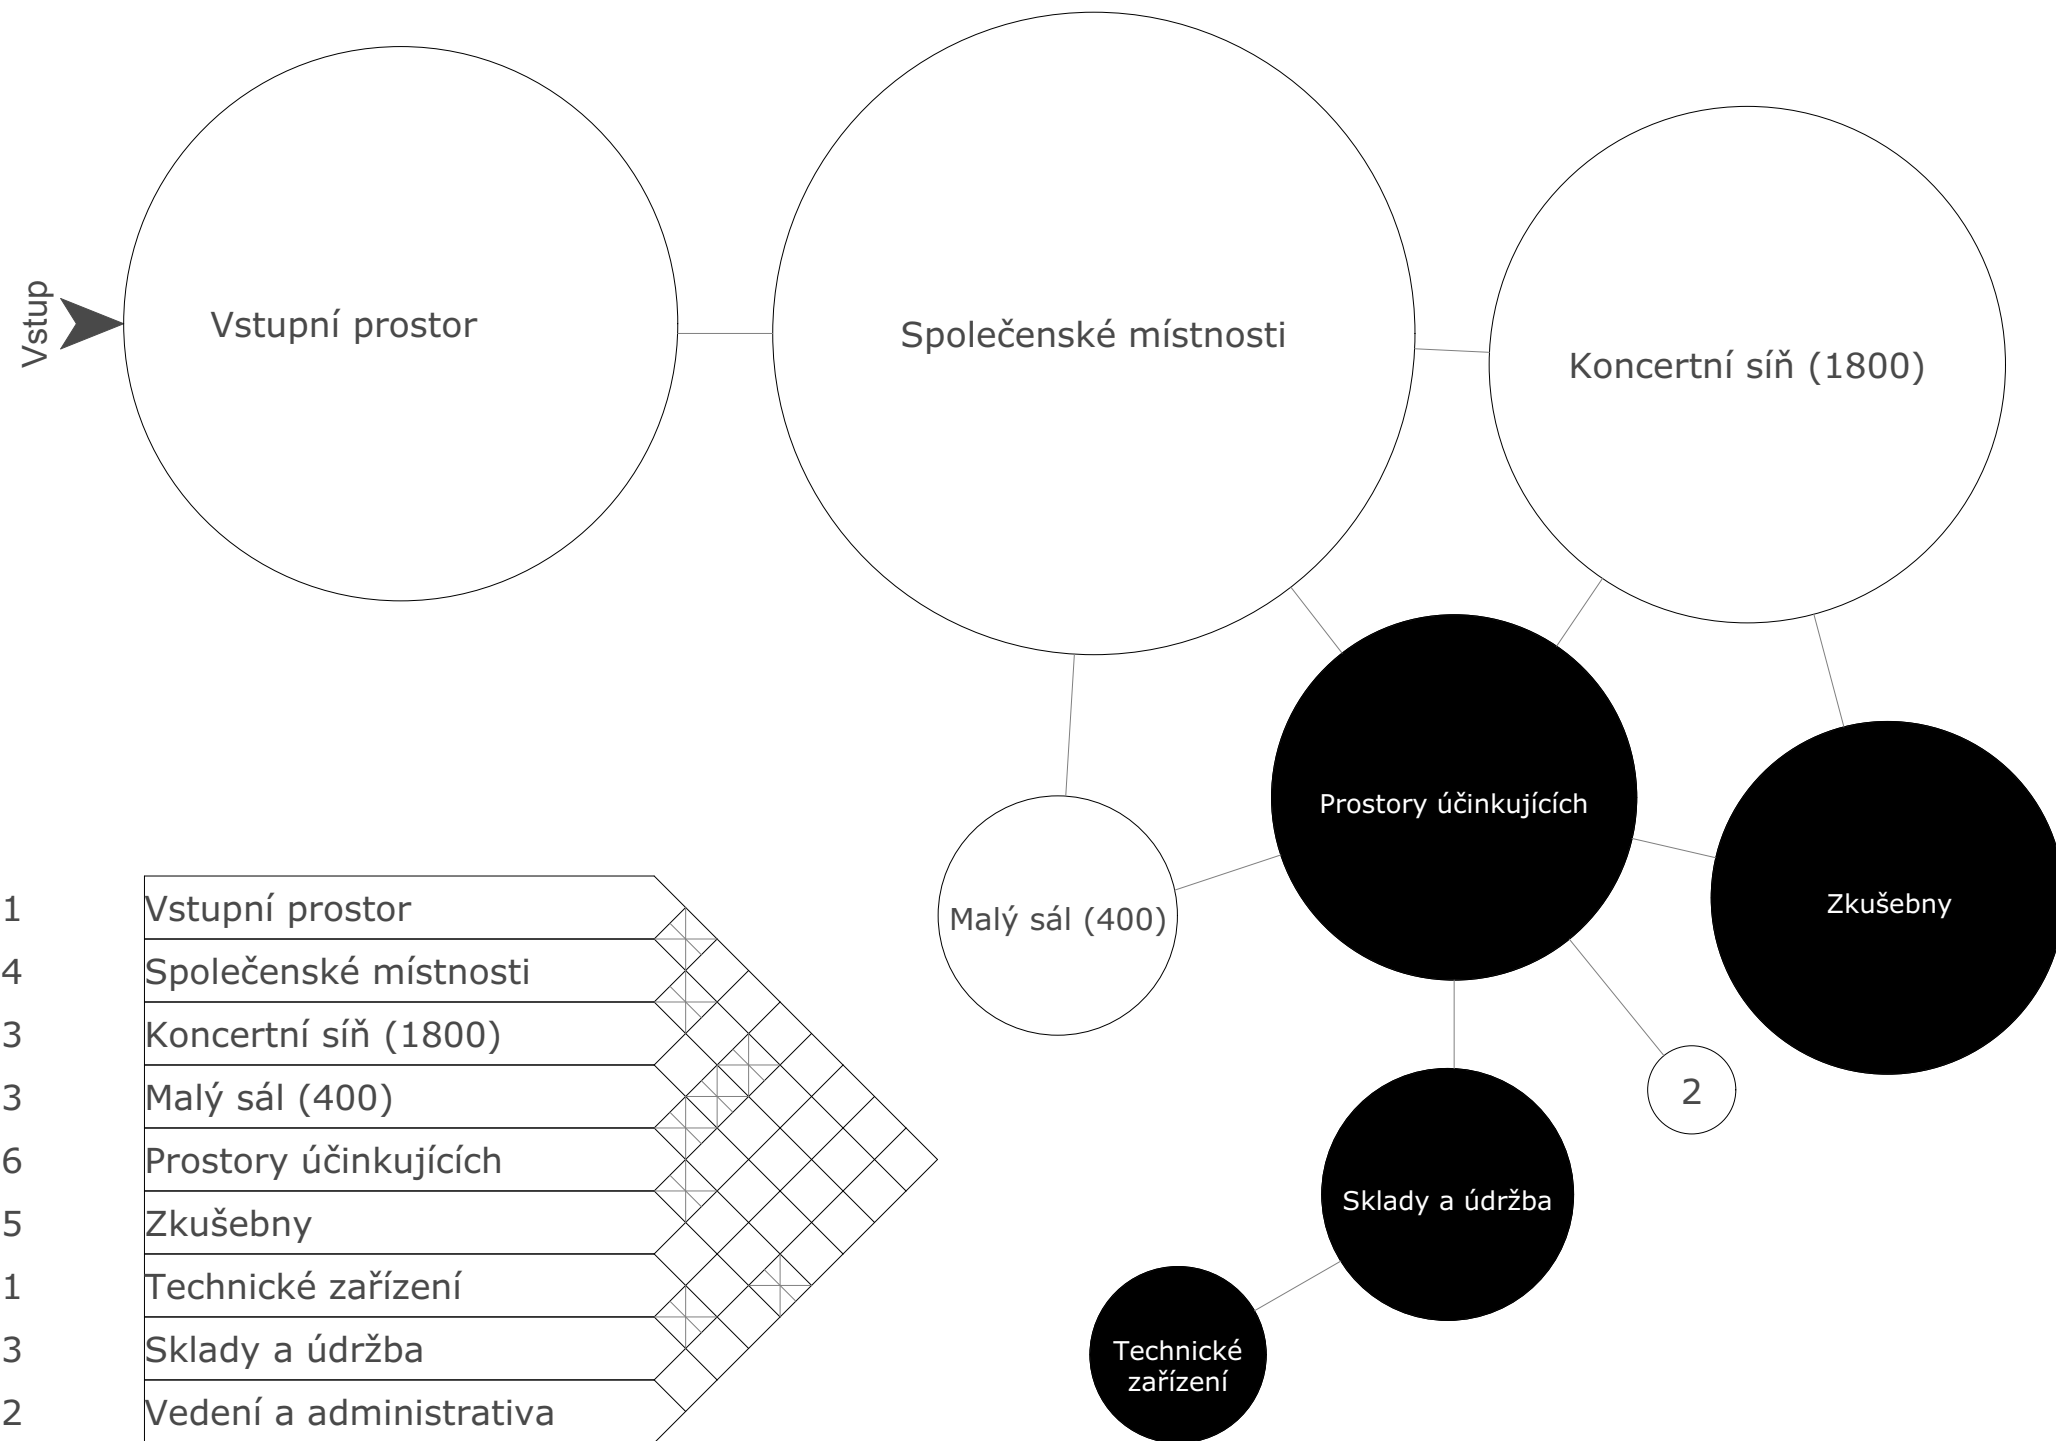 Vstup
Vstupní prostor
Společenské místnosti
Koncertní síň (1800)
Prostory účinkujících
Malý sál (400)
Zkušebny
2
Sklady a údržba
Technické
zařízení
1 Vstupní prostor
4 Společenské místnosti
3 Koncertní síň (1800)
3 Malý sál (400)
6 Prostory účinkujících
5 Zkušebny
1 Technické zařízení
3 Sklady a údržba
2 Vedení a administrativa